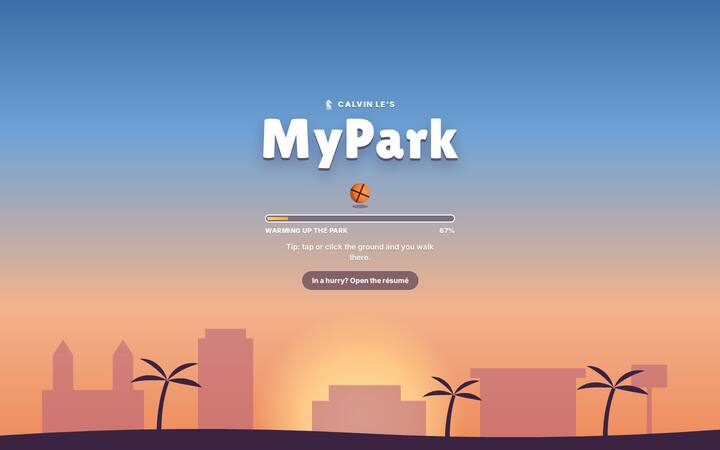 CALVIN LE'S
MyPark
WARMING UP THE PARK 67%
Tip: tap or click the ground and you walk
there.
In a hurry? Open the résumé